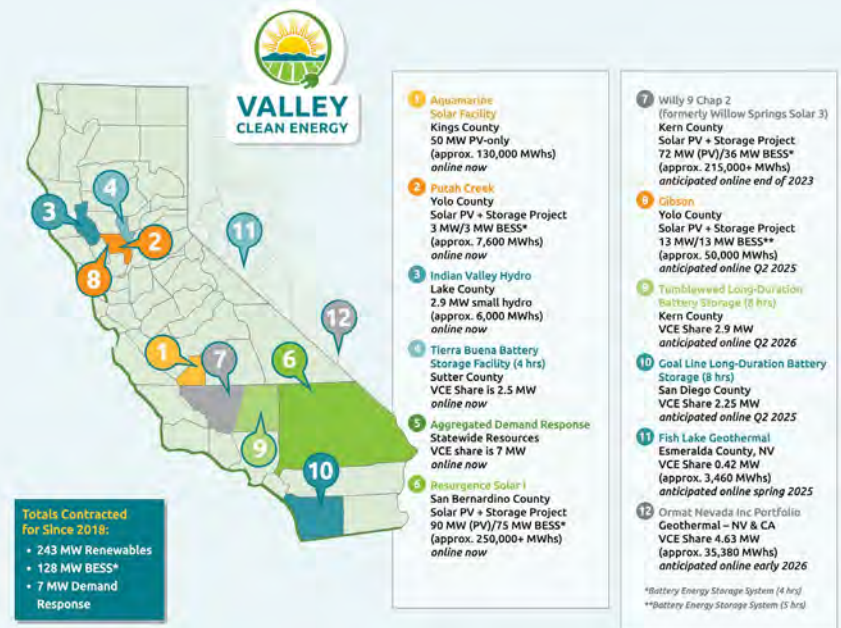 VALLEY
CLEAN ENERGY
4
3
11
2
8
12
1
7
6
9
10
Totals Contracted
for Since 2018:
• 243 MW Renewables
• 128 MW BESS*
• 7 MW Demand
Response
1 Aquamarine
Solar Facility
Kings County
50 MW PV-only
(approx. 130,000 MWhs)
online now
2 Putah Creek
Yolo County
Solar PV + Storage Project
3 MW/3 MW BESS*
(approx. 7,600 MWhs)
online now
3 Indian Valley Hydro
Lake County
2.9 MW small hydro
(approx. 6,000 MWhs)
online now
4 Tierra Buena Battery
Storage Facility (4 hrs)
Sutter County
VCE Share is 2.5 MW
online now
5 Aggregated Demand Response
Statewide Resources
VCE share is 7 MW
online now
6 Resurgence Solar I
San Bernardino County
Solar PV + Storage Project
90 MW (PV)/75 MW BESS*
(approx. 250,000+ MWhs)
online now
7 Willy 9 Chap 2
(formerly Willow Springs Solar 3)
Kern County
Solar PV + Storage Project
72 MW (PV)/36 MW BESS*
(approx. 215,000+ MWhs)
anticipated online end of 2023
8 Gibson
Yolo County
Solar PV + Storage Project
13 MW/13 MW BESS**
(approx. 50,000 MWhs)
anticipated online Q2 2025
9 Tumbleweed Long-Duration
Battery Storage (8 hrs)
Kern County
VCE Share 2.9 MW
anticipated online Q2 2026
10 Goal Line Long-Duration Battery
Storage (8 hrs)
San Diego County
VCE Share 2.25 MW
anticipated online Q2 2025
11 Fish Lake Geothermal
Esmeralda County, NV
VCE Share 0.42 MW
(approx. 3,460 MWhs)
anticipated online spring 2025
12 Ormat Nevada Inc Portfolio
Geothermal – NV & CA
VCE Share 4.63 MW
(approx. 35,380 MWhs)
anticipated online early 2026
*Battery Energy Storage System (4 hr)
**Battery Energy Storage System (5 hr)